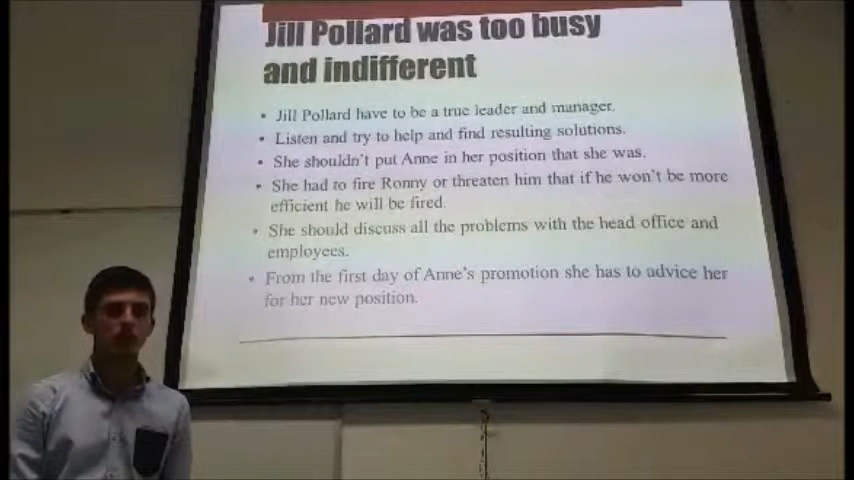 Jill Pollard was too busy
and indifferent
• Jill Pollard have to be a true leader and manager.
• Listen and try to help and find resulting solutions.
• She shouldn't put Anne in her position that she was.
• She had to fire Ronny or threaten him that if he won't be more
efficient he will be fired.
• She should discuss all the problems with the head office and
employees.
• From the first day of Anne's promotion she has to advice her
for her new position.